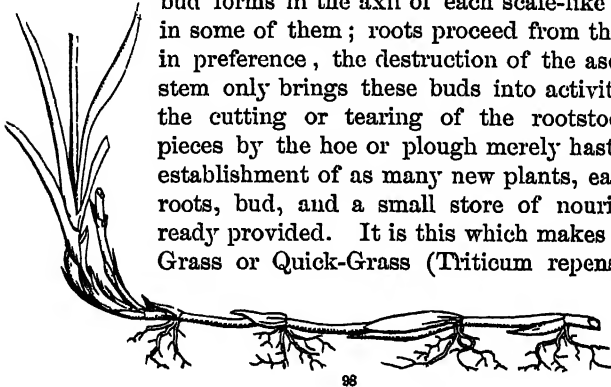 bud forms in the axil of each scale-like
in some of them ; roots proceed from th
in preference , the destruction of the as
stem only brings these buds into activit
the cutting or tearing of the rootsto
pieces by the hoe or plough merely hast
establishment of as many new plants, ea
roots, bud, and a small store of nouri
ready provided. It is this which makes
Grass or Quick-Grass (Triticum repens
98